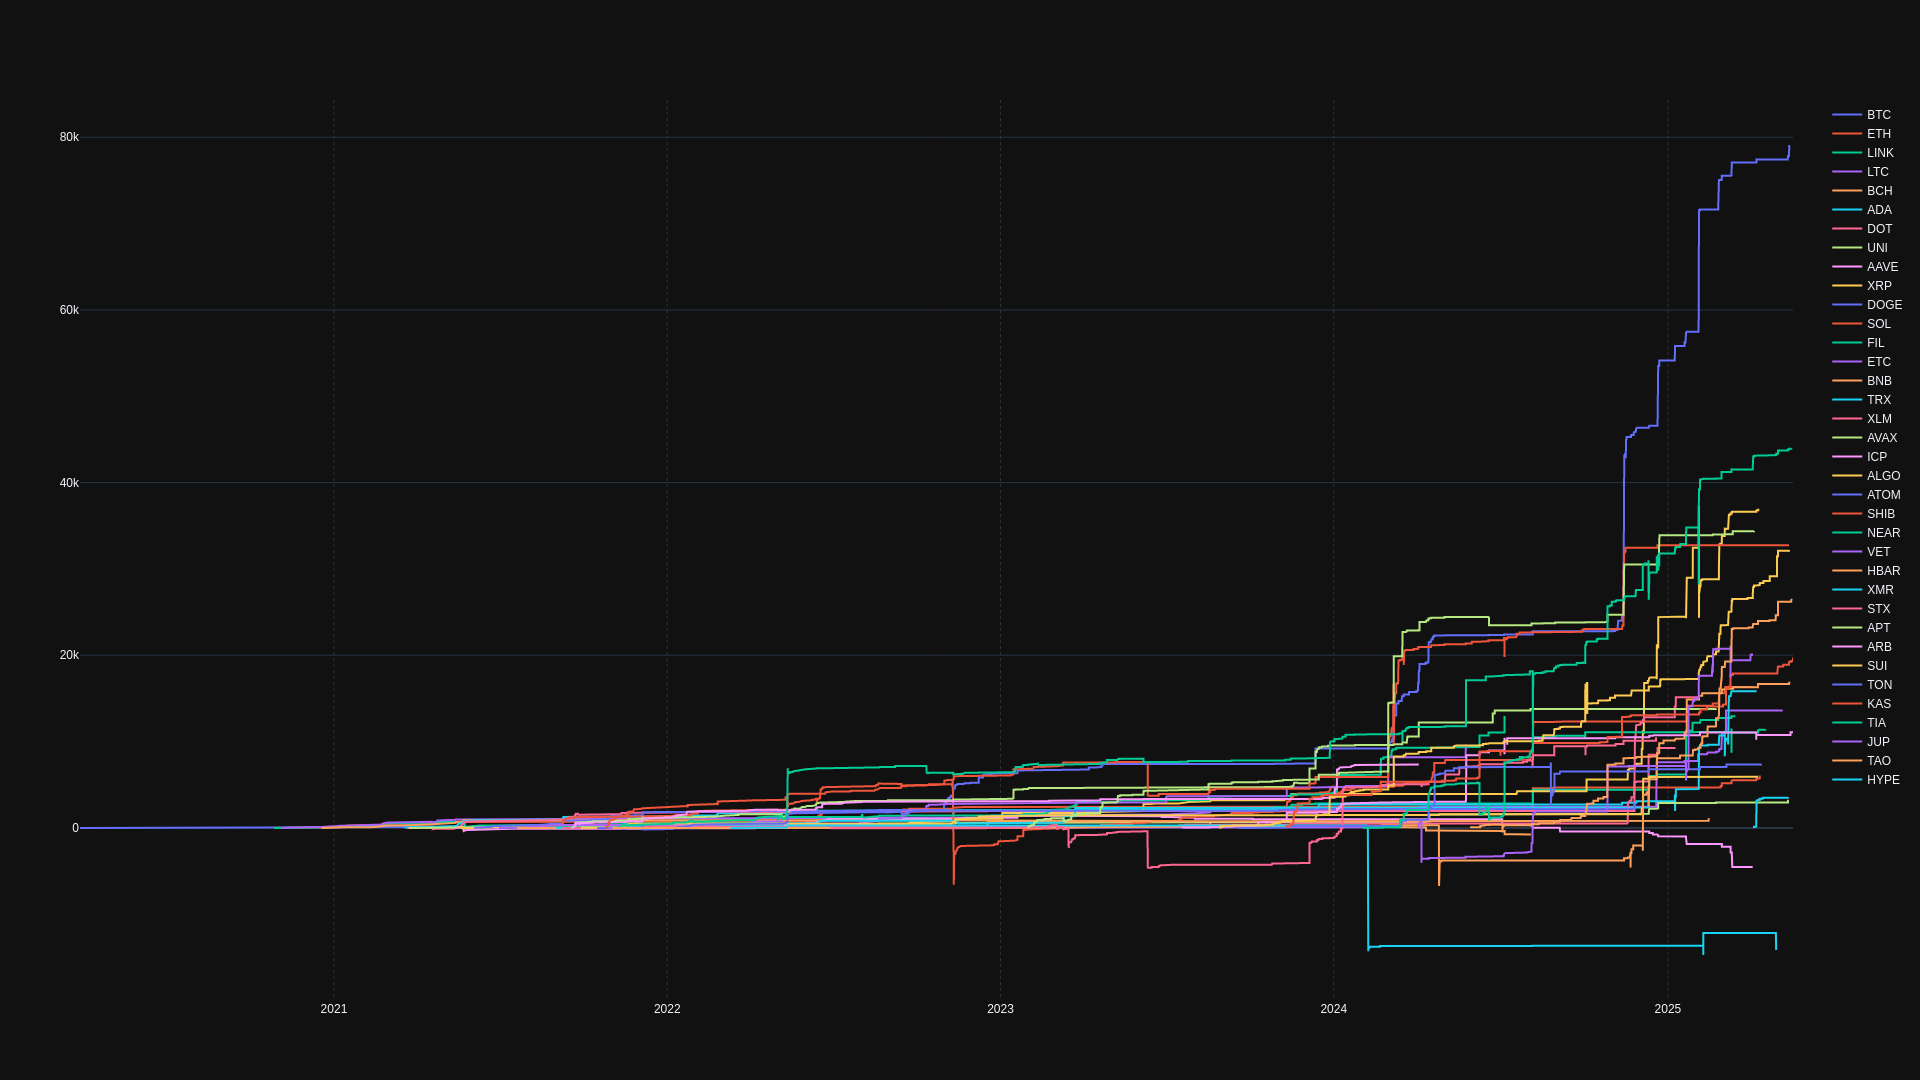 80k
60k
40k
20k
0
2021
2022
2023
2024
2025
BTC
ETH
LINK
LTC
BCH
ADA
DOT
UNI
AAVE
XRP
DOGE
SOL
FIL
ETC
BNB
TRX
XLM
AVAX
ICP
ALGO
ATOM
SHIB
NEAR
VET
HBAR
XMR
STX
APT
ARB
SUI
TON
KAS
TIA
JUP
TAO
HYPE